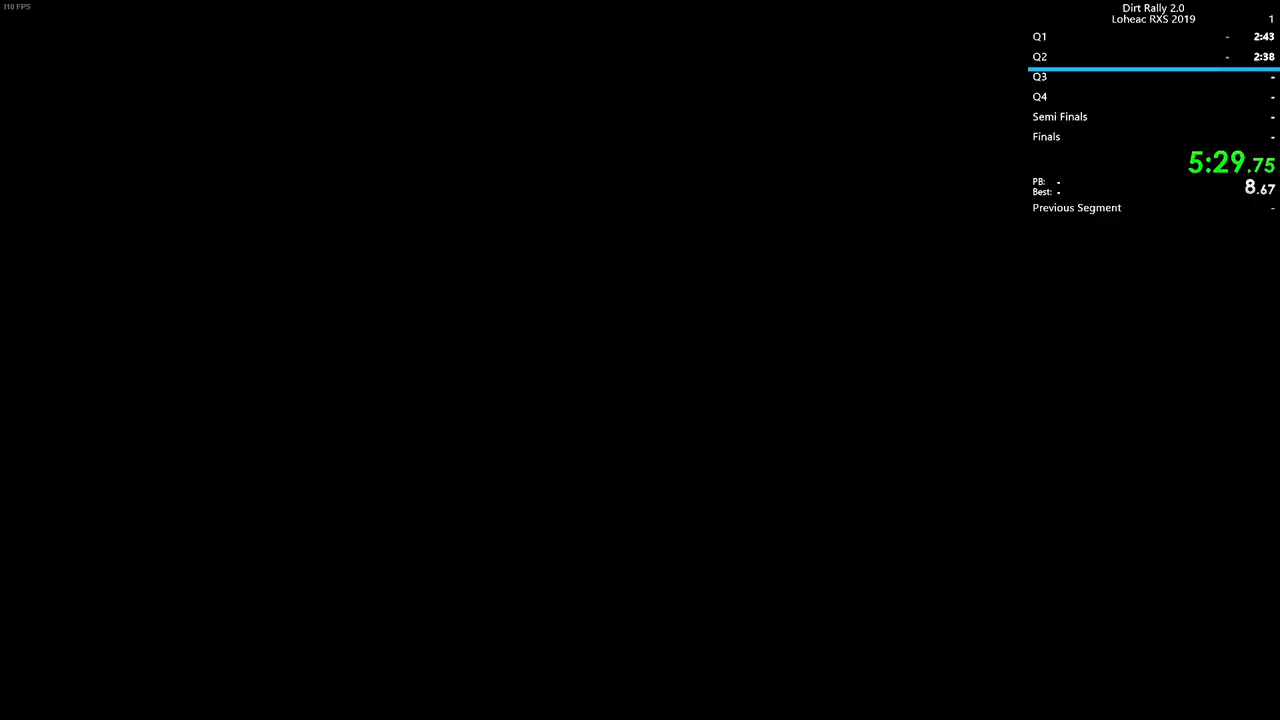 110 FPS
Dirt Rally 2.0
Loheac RXS 2019 1
Q1 - 2:43
Q2 - 2:38
Q3 -
Q4 -
Semi Finals -
Finals -
5:29.75
PB: -
8.67
Best: -
Previous Segment -